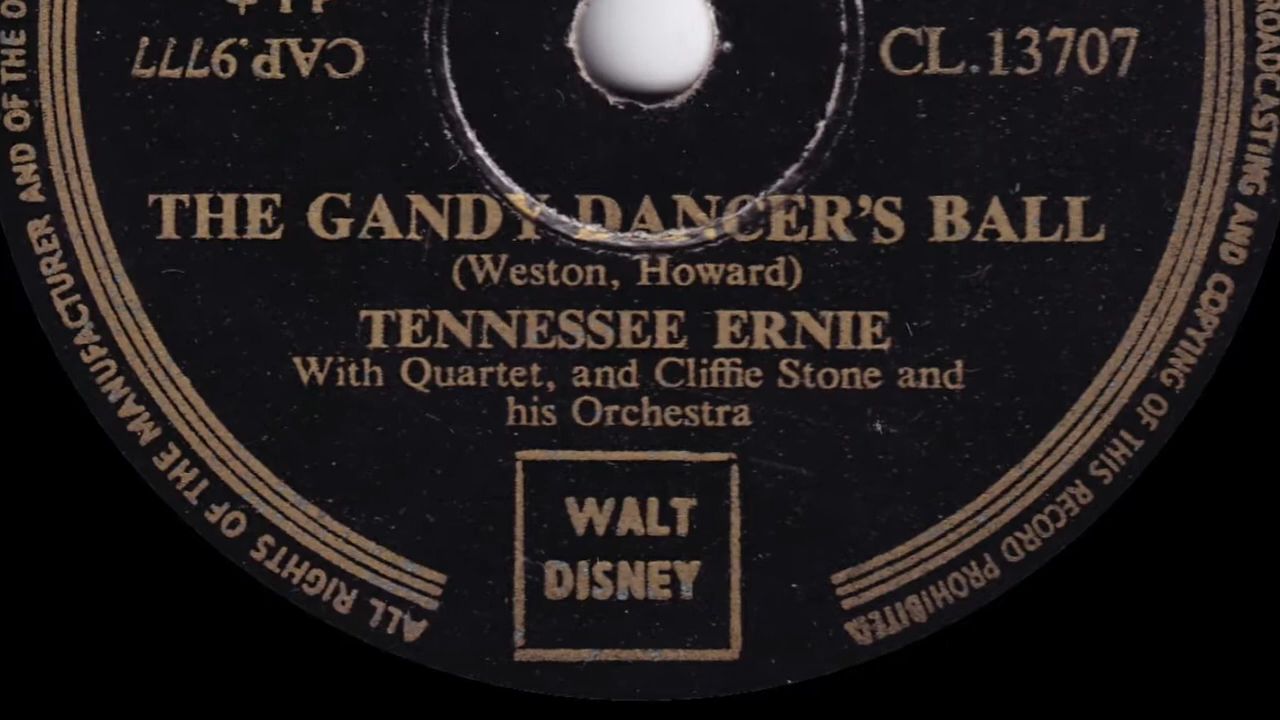 CAP.9777
CL.13707
THE GANDY DANCER'S BALL
(Weston, Howard)
TENNESSEE ERNIE
With Quartet, and Cliffie Stone and
his Orchestra
WALT
DISNEY
ALL RIGHTS OF THE MANUFACTURER AND OF THE
BROADCASTING AND COPYING OF THIS RECORD PROHIBITED